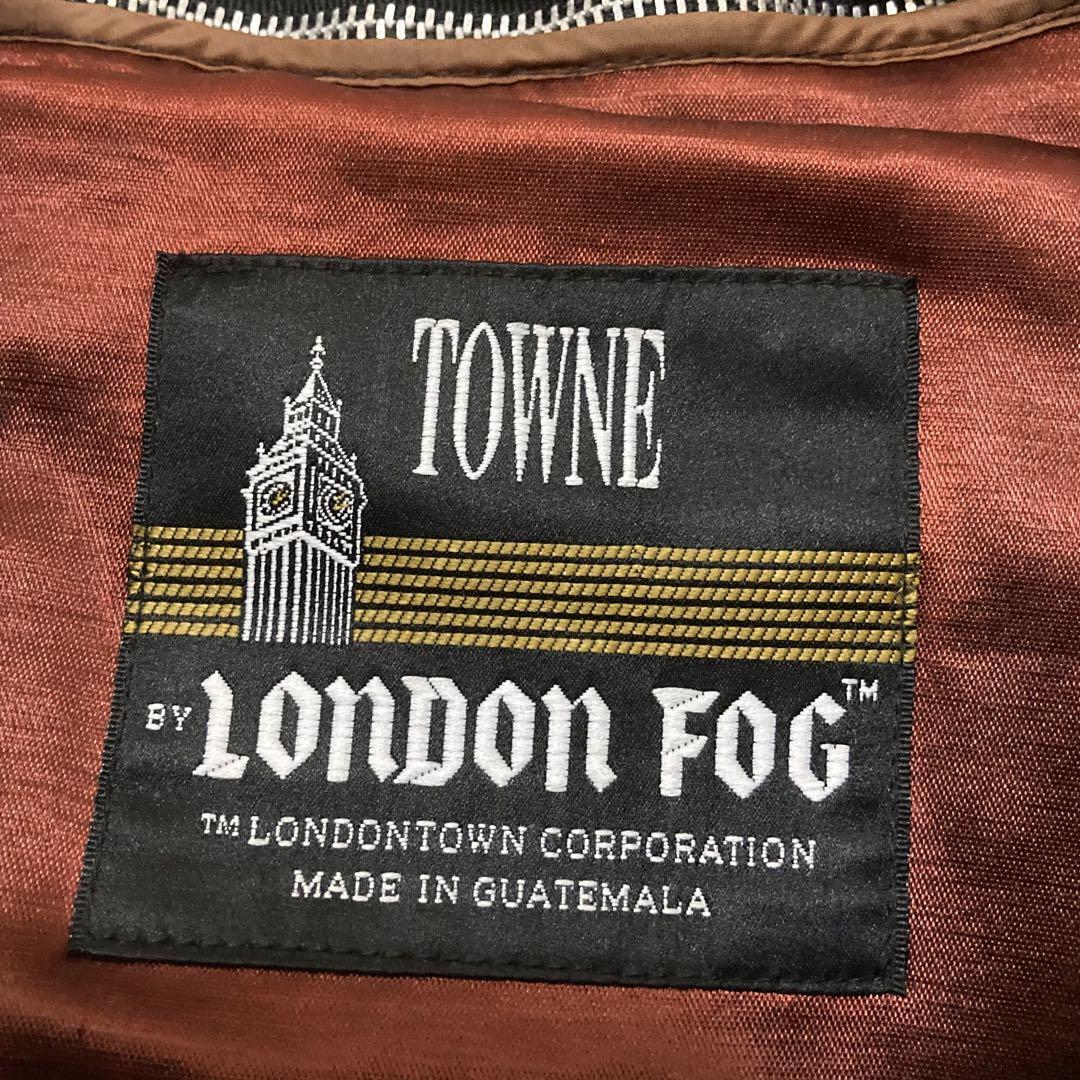 TOWNE
BY LONDON FOG™
™ LONDONTOWN CORPORATION
MADE IN GUATEMALA